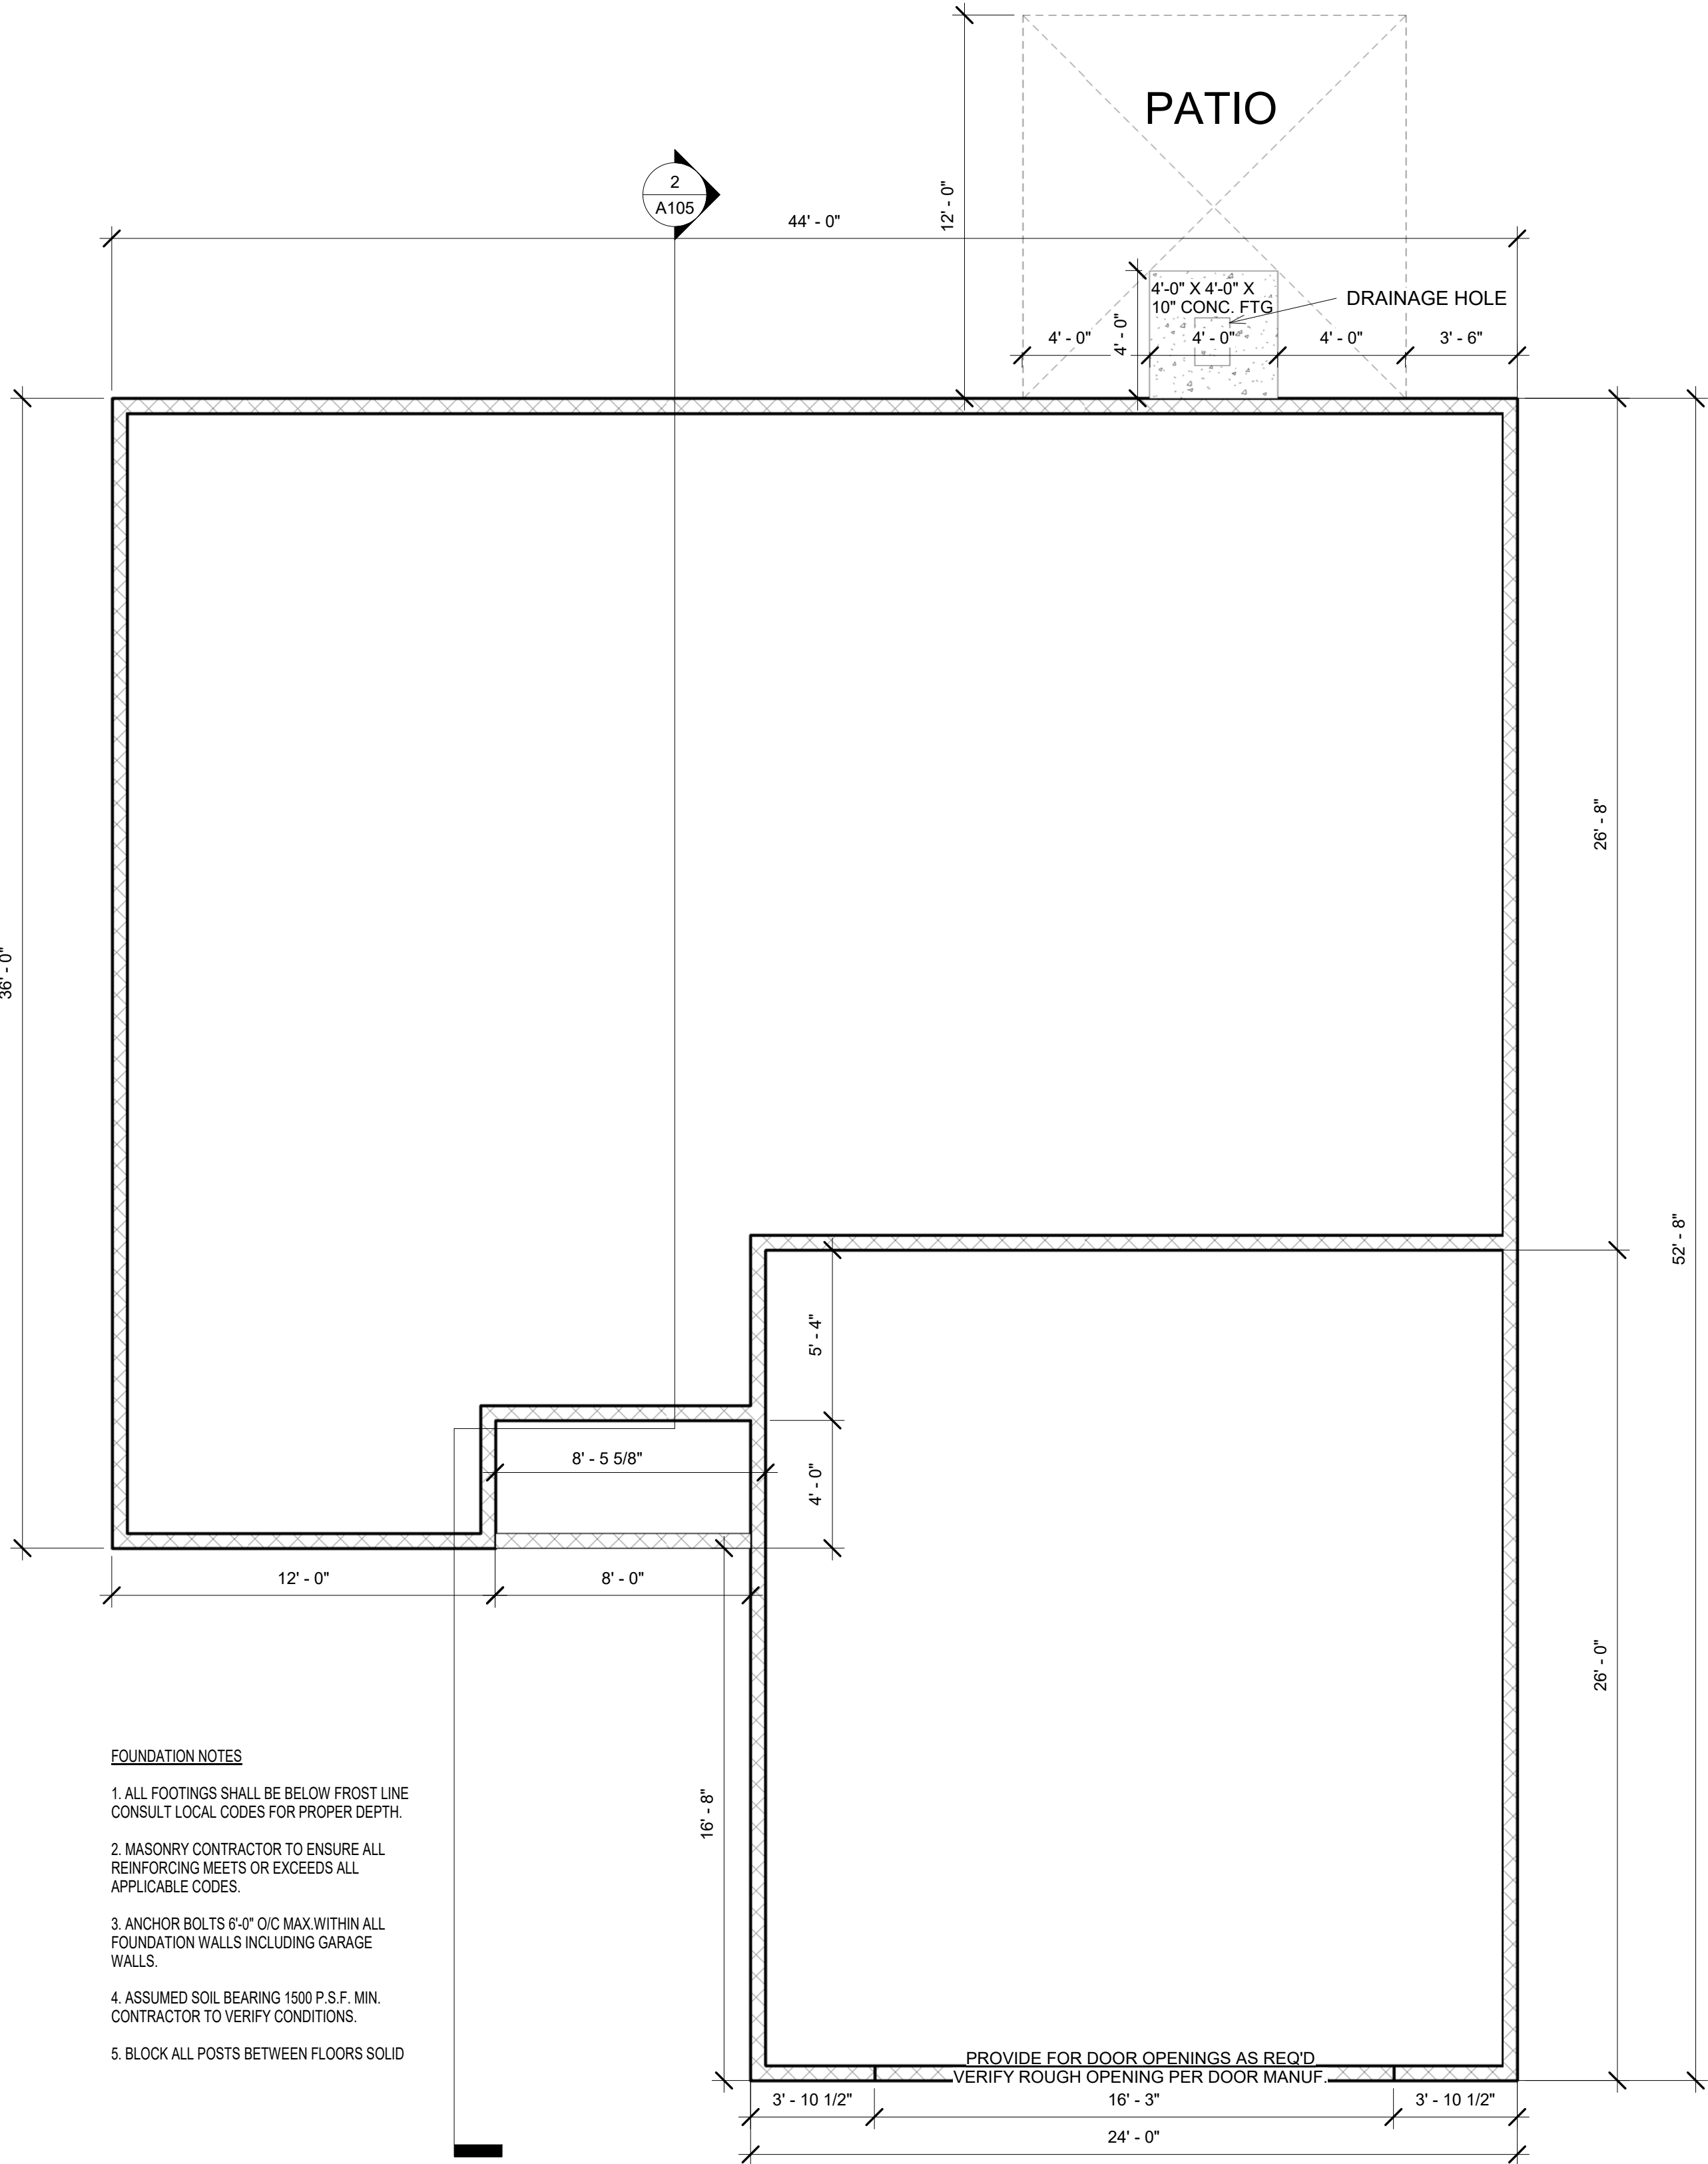 PATIO
2
A105
44' - 0"
12' - 0"
4'-0" X 4'-0" X
10" CONC. FTG
DRAINAGE HOLE
4' - 0"
4' - 0"
4' - 0"
4' - 0"
3' - 6"
36' - 0"
26' - 8"
52' - 8"
5' - 4"
8' - 5 5/8"
4' - 0"
12' - 0"
8' - 0"
26' - 0"
16' - 8"
FOUNDATION NOTES
1. ALL FOOTINGS SHALL BE BELOW FROST LINE
CONSULT LOCAL CODES FOR PROPER DEPTH.
2. MASONRY CONTRACTOR TO ENSURE ALL
REINFORCING MEETS OR EXCEEDS ALL
APPLICABLE CODES.
3. ANCHOR BOLTS 6'-0" O/C MAX.WITHIN ALL
FOUNDATION WALLS INCLUDING GARAGE
WALLS.
4. ASSUMED SOIL BEARING 1500 P.S.F. MIN.
CONTRACTOR TO VERIFY CONDITIONS.
5. BLOCK ALL POSTS BETWEEN FLOORS SOLID
PROVIDE FOR DOOR OPENINGS AS REQ'D
VERIFY ROUGH OPENING PER DOOR MANUF.
3' - 10 1/2"
16' - 3"
3' - 10 1/2"
24' - 0"